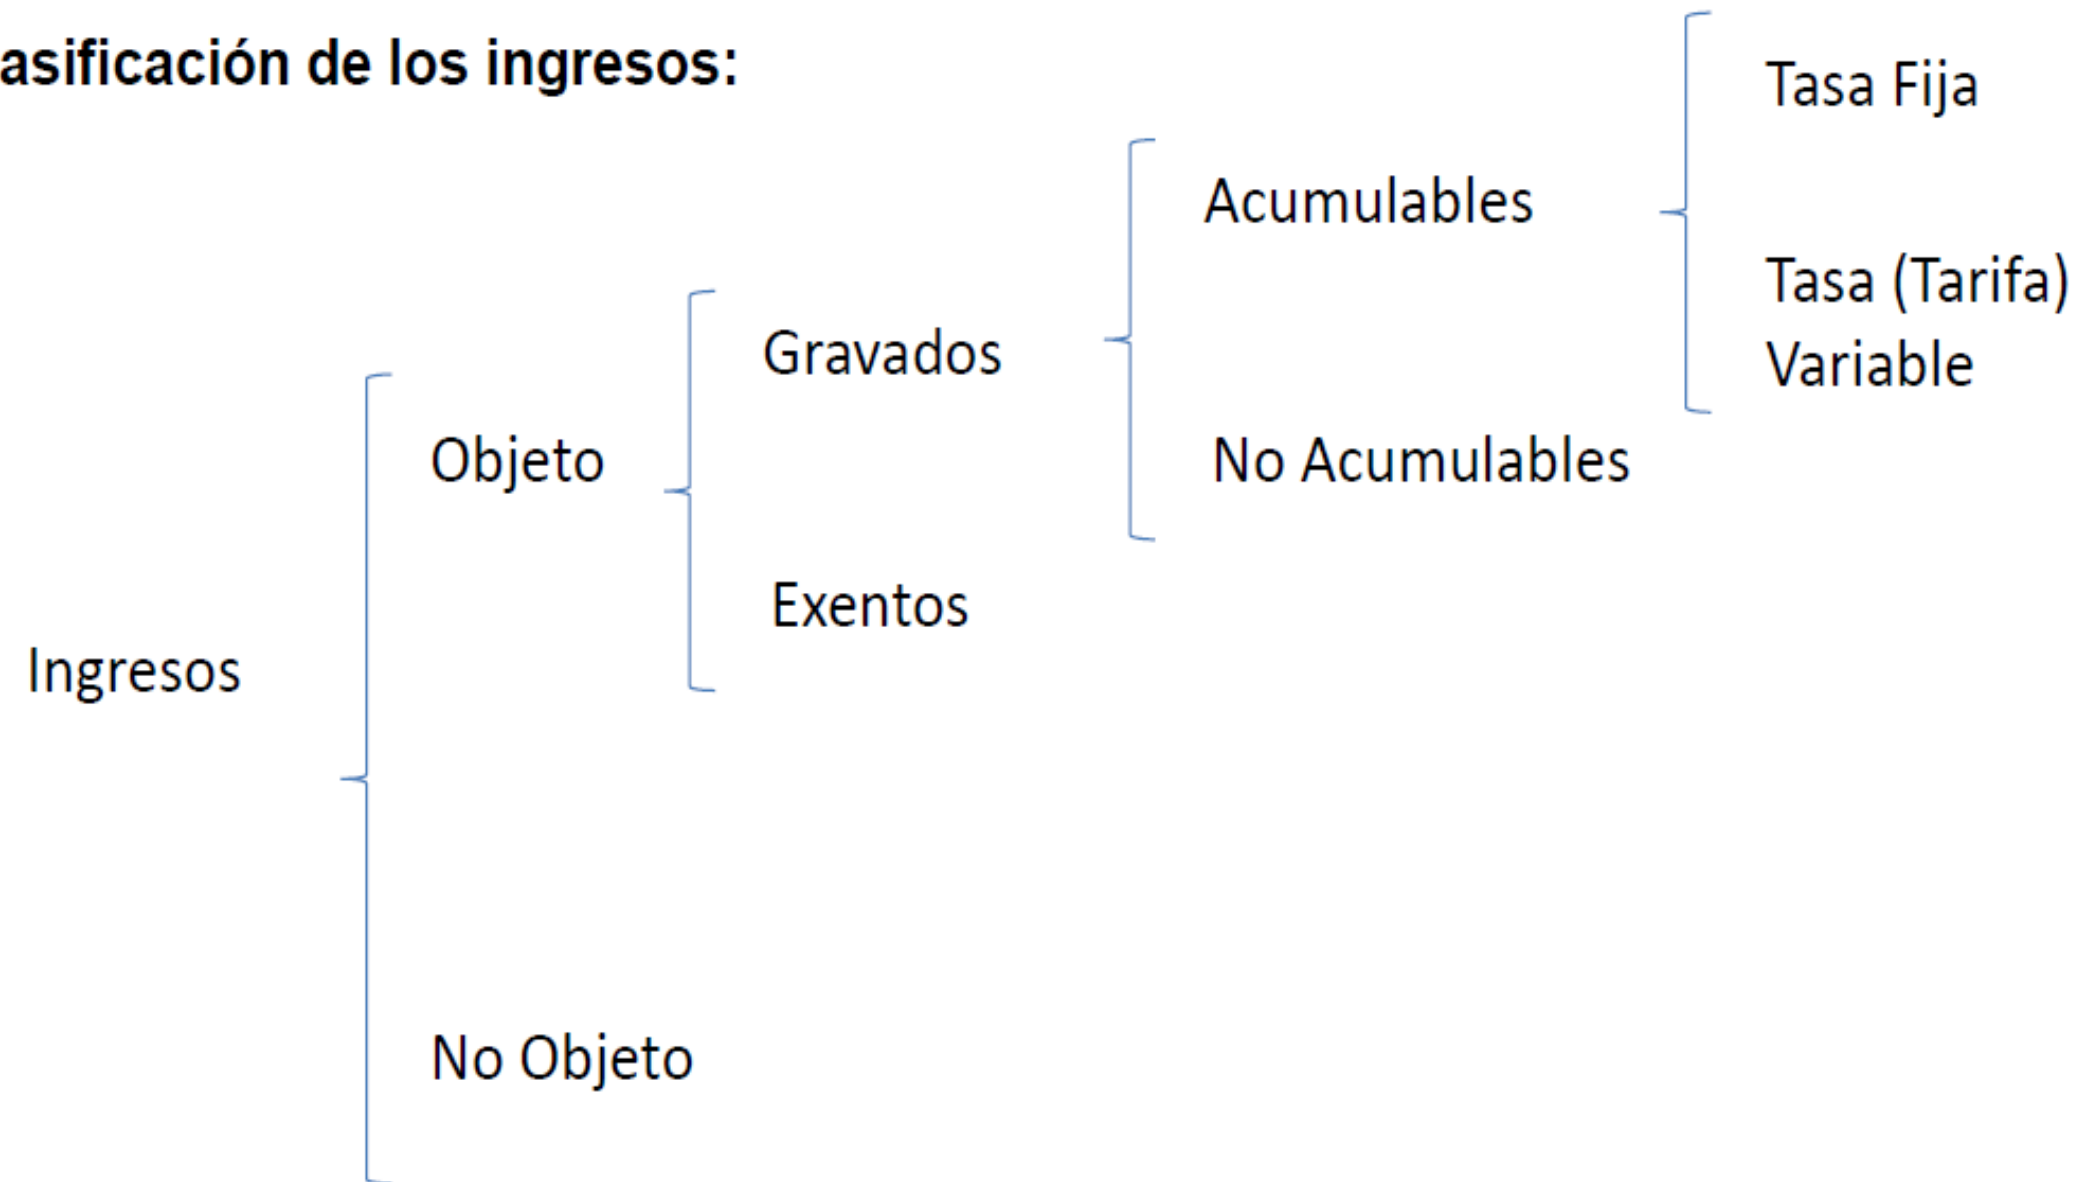 asificación de los ingresos:
Tasa Fija
Acumulables
Tasa (Tarifa)
Variable
Gravados
Objeto
No Acumulables
Exentos
Ingresos
No Objeto